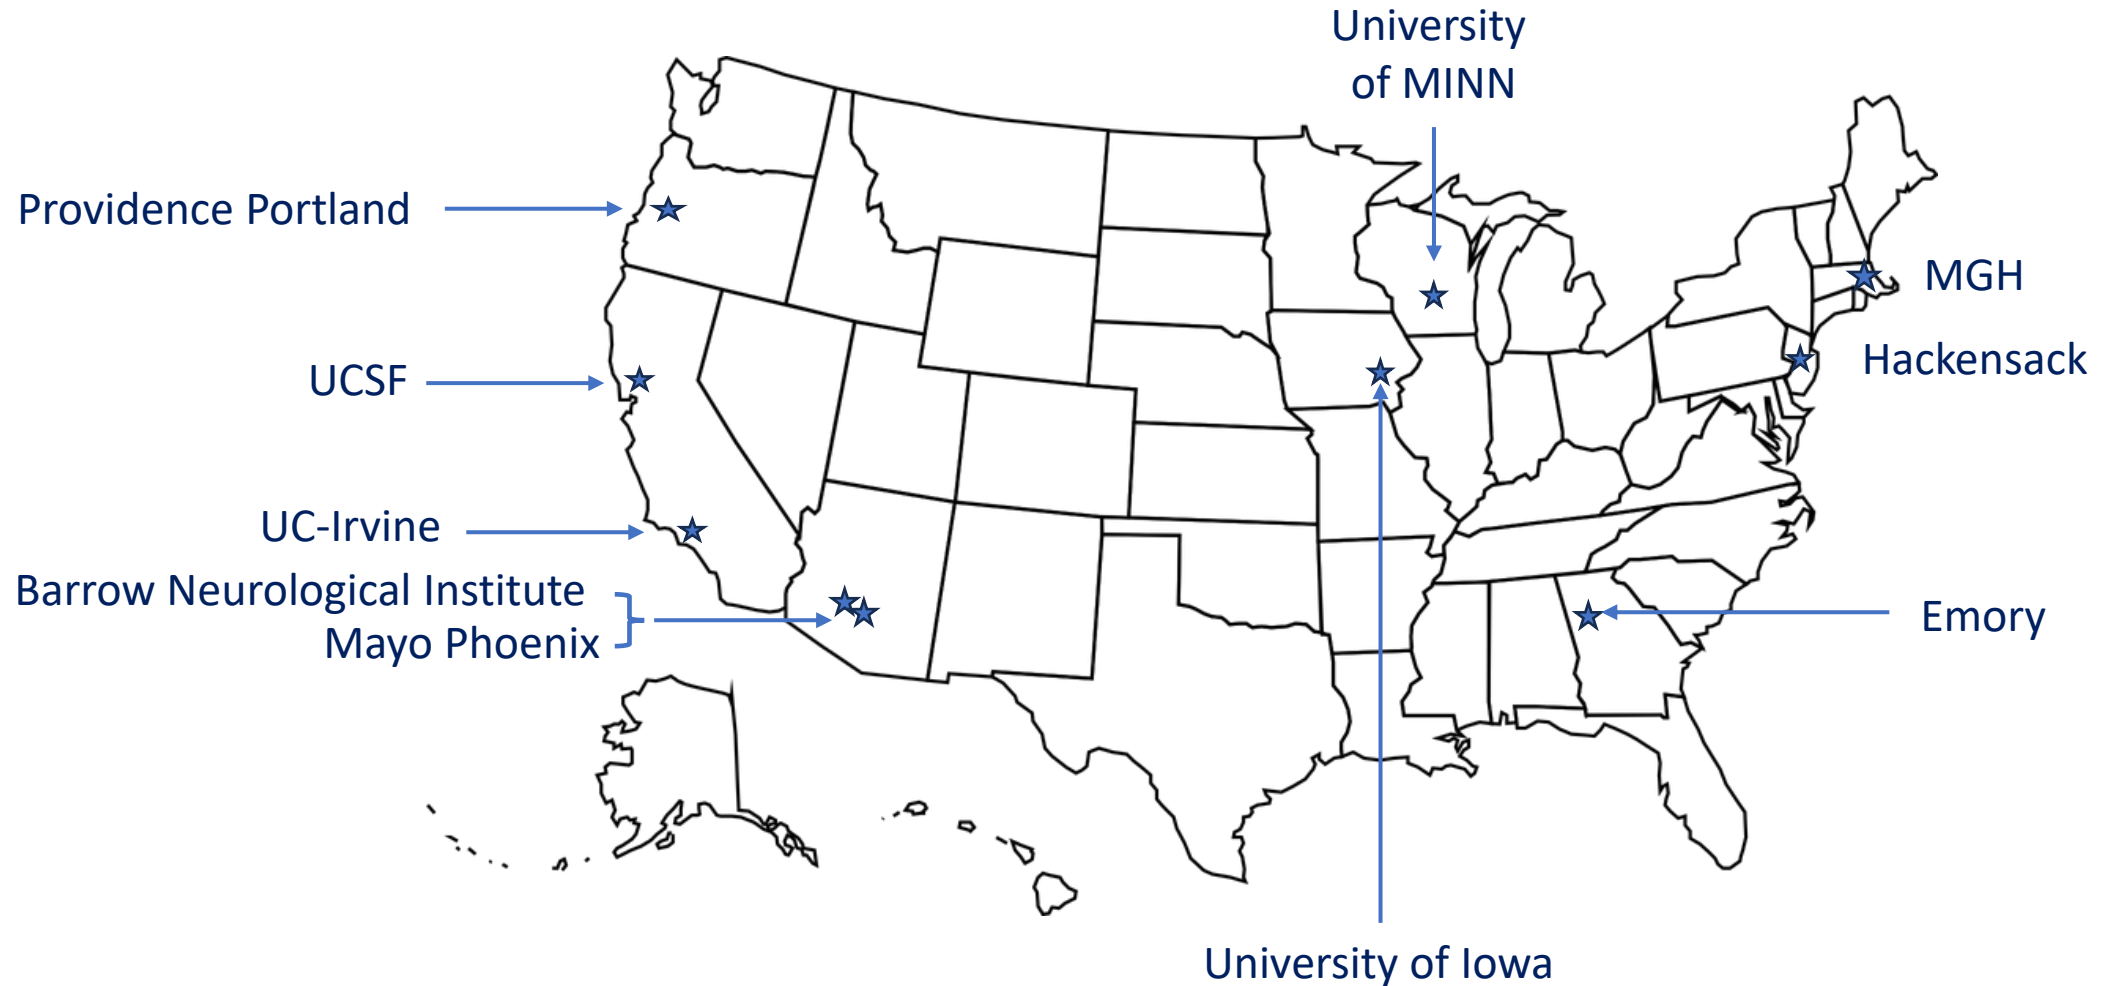 University
of MINN
Providence Portland
MGH
Hackensack
UCSF
UC-Irvine
Barrow Neurological Institute
Mayo Phoenix
Emory
University of Iowa